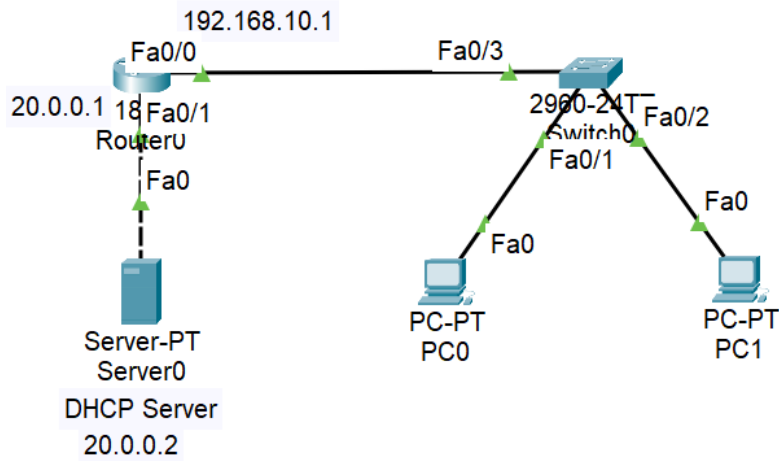 192.168.10.1
Fa0/0
Fa0/3
20.0.0.1
18
Fa0/1
Router0
2960-24TT
Switch0
Fa0/2
Fa0/1
Fa0
Fa0
Fa0
Server-PT
Server0
PC-PT
PC0
PC-PT
PC1
DHCP Server
20.0.0.2